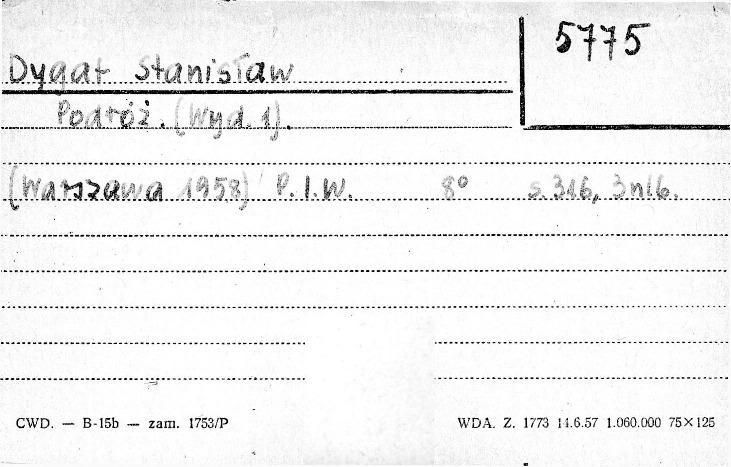 5775
Dygat Stanisław
Podróż. (Wyd. 1).
(Warszawa 1958) P. I. W. 8° s. 316, 3nlb.
CWD. — B-15b — zam. 1753/P WDA. Z. 1773 14.6.57 1.060.000 75×125